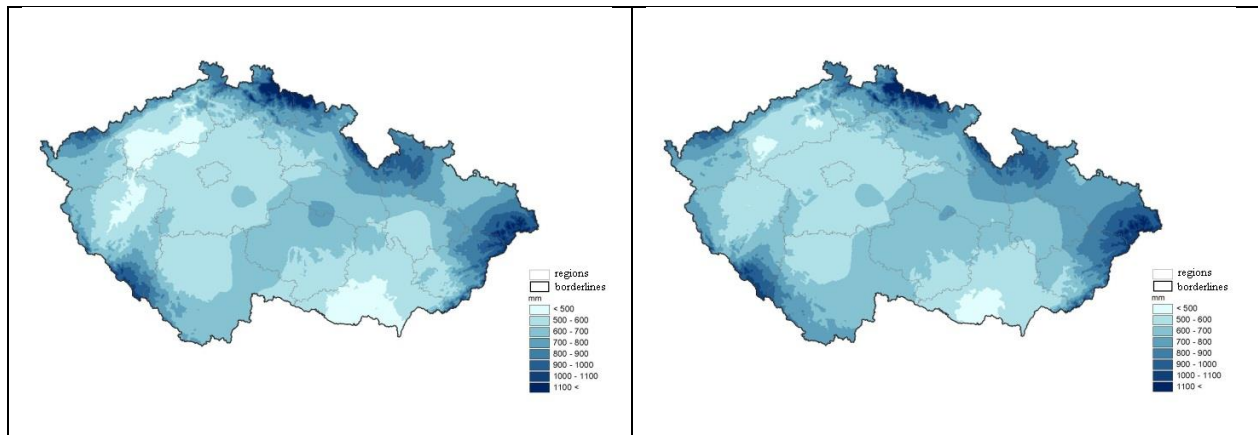 regions
borderlines
mm
< 500
500 - 600
600 - 700
700 - 800
800 - 900
900 - 1000
1000 - 1100
1100 <
regions
borderlines
mm
< 500
500 - 600
600 - 700
700 - 800
800 - 900
900 - 1000
1000 - 1100
1100 <